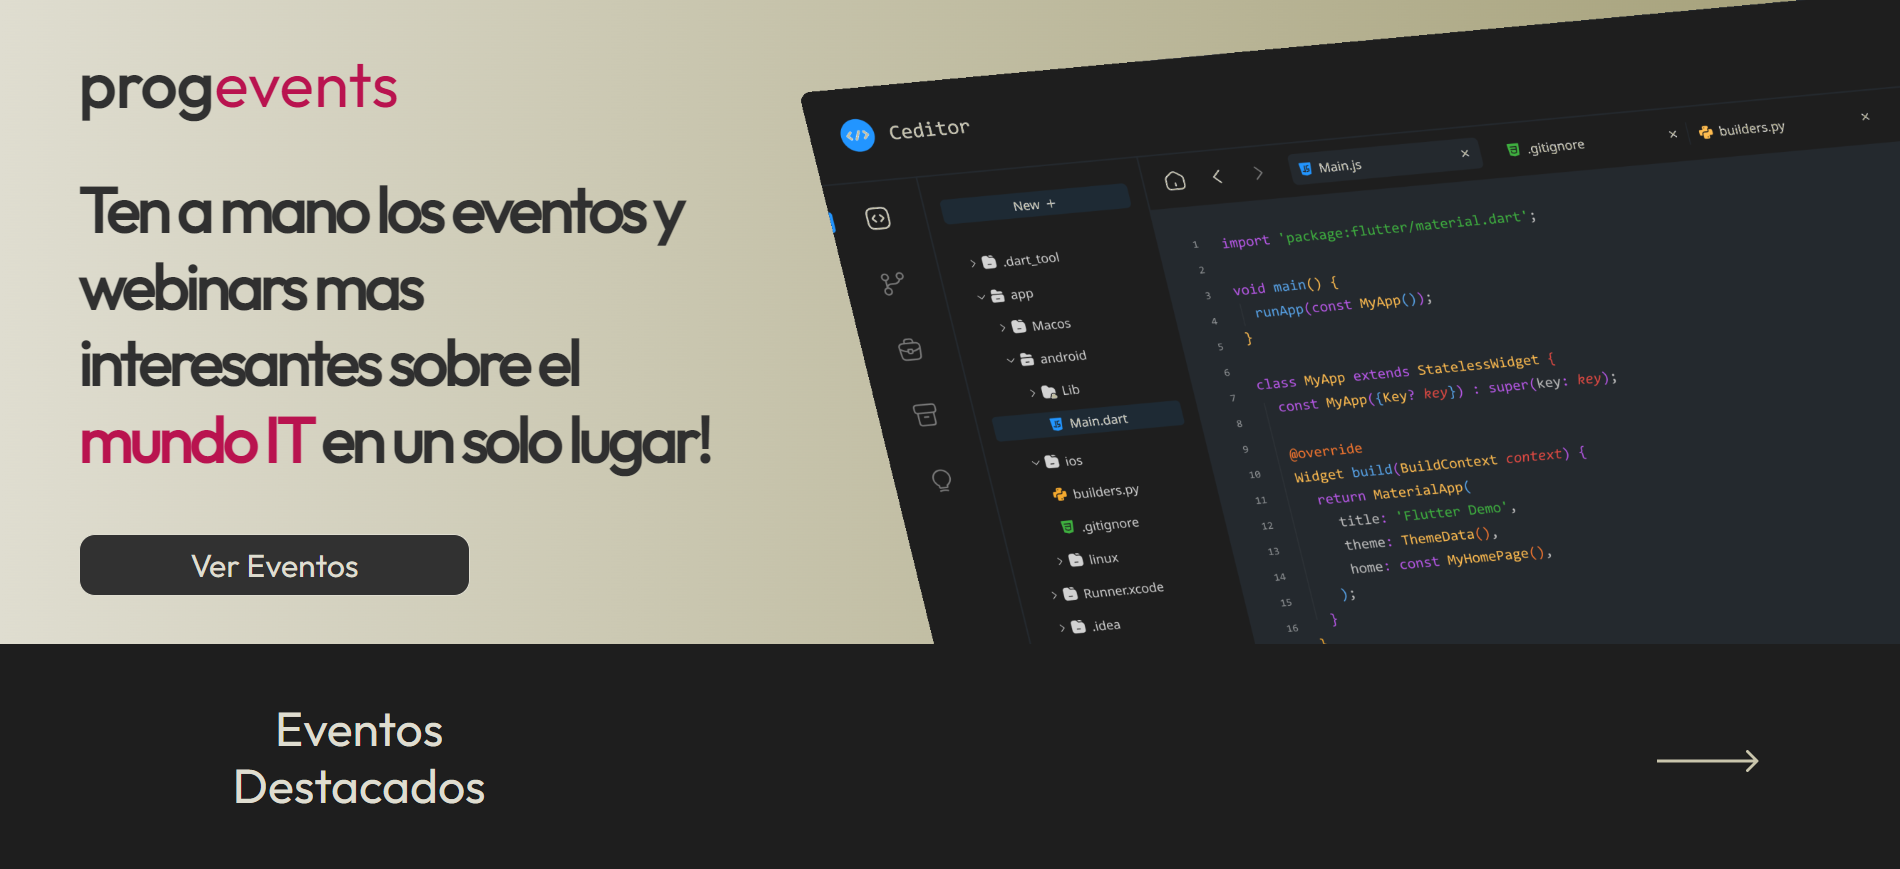 progevents
Ten a mano los eventos y
webinars mas
interesantes sobre el
mundo IT en un solo lugar!
Ver Eventos
Ceditor
New +
.dart_tool
app
Macos
android
Lib
Main.dart
ios
builders.py
.gitignore
linux
Runner.xcode
.idea
Main.js
.gitignore
builders.py
1 import 'package:flutter/material.dart';
2
3 void main() {
4 runApp(const MyApp());
5 }
6
7 class MyApp extends StatelessWidget {
8 const MyApp({Key? key}) : super(key: key);
9
10 @override
11 Widget build(BuildContext context) {
12 return MaterialApp(
13 title: 'Flutter Demo',
14 theme: ThemeData(),
15 home: const MyHomePage(),
16 );
}
}
Eventos
Destacados